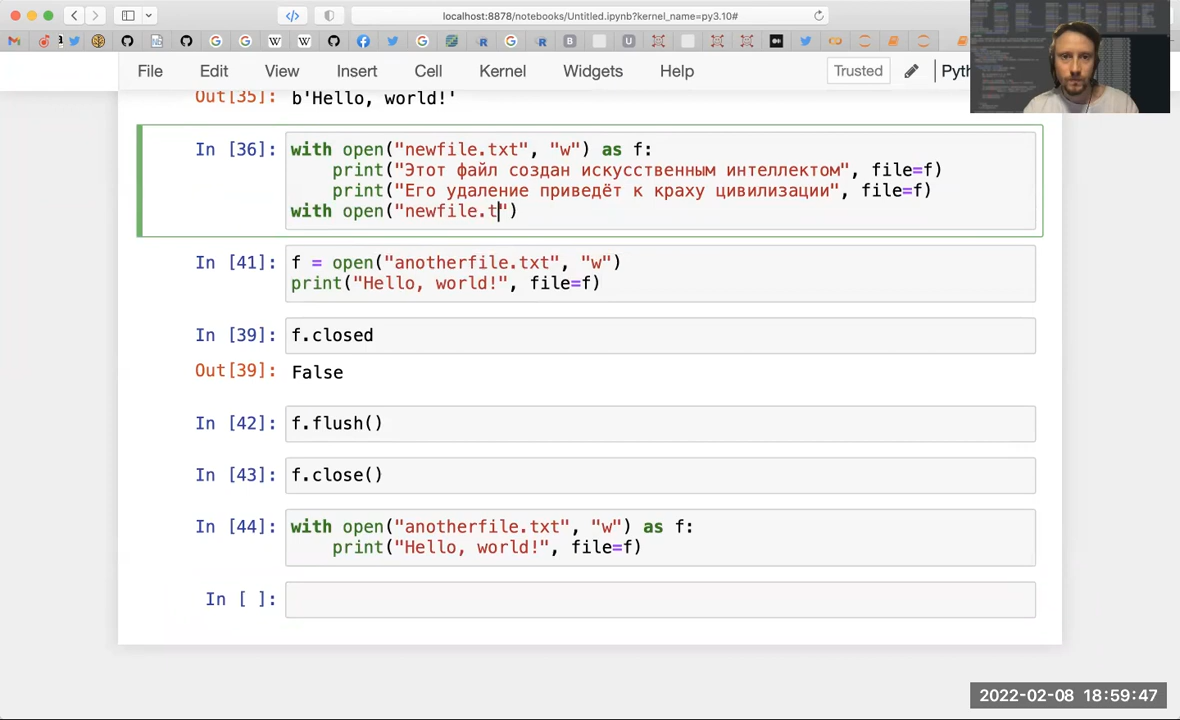 localhost:8878/notebooks/Untitled.ipynb?kernel_name=py3.10#
File Edit View Insert Cell Kernel Widgets Help Trusted Pyth
Out[35]: b'Hello, world!'
In [36]: with open("newfile.txt", "w") as f:
print("Этот файл создан искусственным интеллектом", file=f)
print("Его удаление приведёт к краху цивилизации", file=f)
with open("newfile.t")
In [41]: f = open("anotherfile.txt", "w")
print("Hello, world!", file=f)
In [39]: f.closed
Out[39]: False
In [42]: f.flush()
In [43]: f.close()
In [44]: with open("anotherfile.txt", "w") as f:
print("Hello, world!", file=f)
In [ ]:
2022-02-08 18:59:47